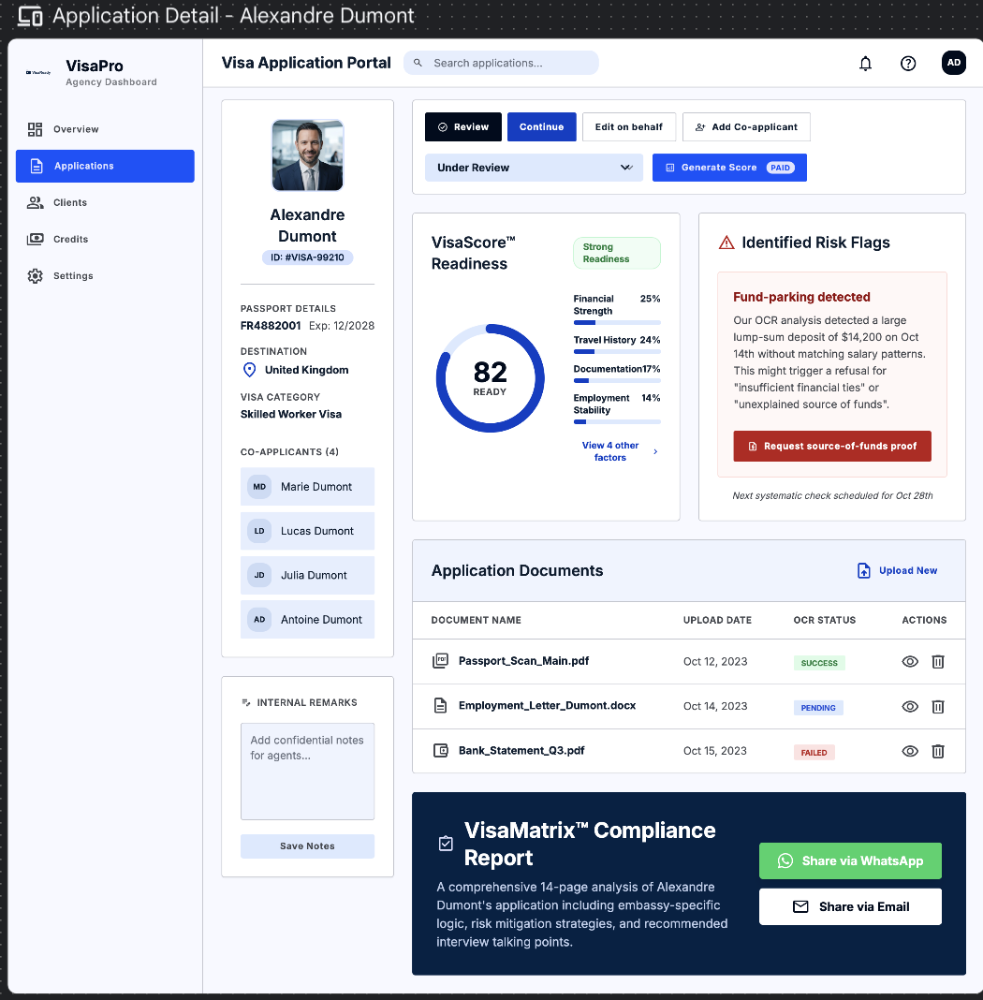 Application Detail - Alexandre Dumont
VisaReady
VisaPro
Agency Dashboard
Overview
Applications
Clients
Credits
Settings
Visa Application Portal
Search applications...
AD
Alexandre
Dumont
ID: #VISA-99210
PASSPORT DETAILS
FR4882001 Exp: 12/2028
DESTINATION
United Kingdom
VISA CATEGORY
Skilled Worker Visa
CO-APPLICANTS (4)
MD Marie Dumont
LD Lucas Dumont
JD Julia Dumont
AD Antoine Dumont
INTERNAL REMARKS
Add confidential notes
for agents...
Save Notes
Review Continue Edit on behalf Add Co-applicant
Under Review Generate Score PAID
VisaScore™
Readiness
Strong
Readiness
82
READY
Financial
Strength 25%
Travel History 24%
Documentation 17%
Employment
Stability 14%
View 4 other
factors
Identified Risk Flags
Fund-parking detected
Our OCR analysis detected a large
lump-sum deposit of $14,200 on Oct
14th without matching salary patterns.
This might trigger a refusal for
"insufficient financial ties" or
"unexplained source of funds".
Request source-of-funds proof
Next systematic check scheduled for Oct 28th
Application Documents
Upload New
DOCUMENT NAME UPLOAD DATE OCR STATUS ACTIONS
PDF Passport_Scan_Main.pdf Oct 12, 2023 SUCCESS
Employment_Letter_Dumont.docx Oct 14, 2023 PENDING
Bank_Statement_Q3.pdf Oct 15, 2023 FAILED
VisaMatrix™ Compliance
Report
A comprehensive 14-page analysis of Alexandre
Dumont's application including embassy-specific
logic, risk mitigation strategies, and recommended
interview talking points.
Share via WhatsApp
Share via Email